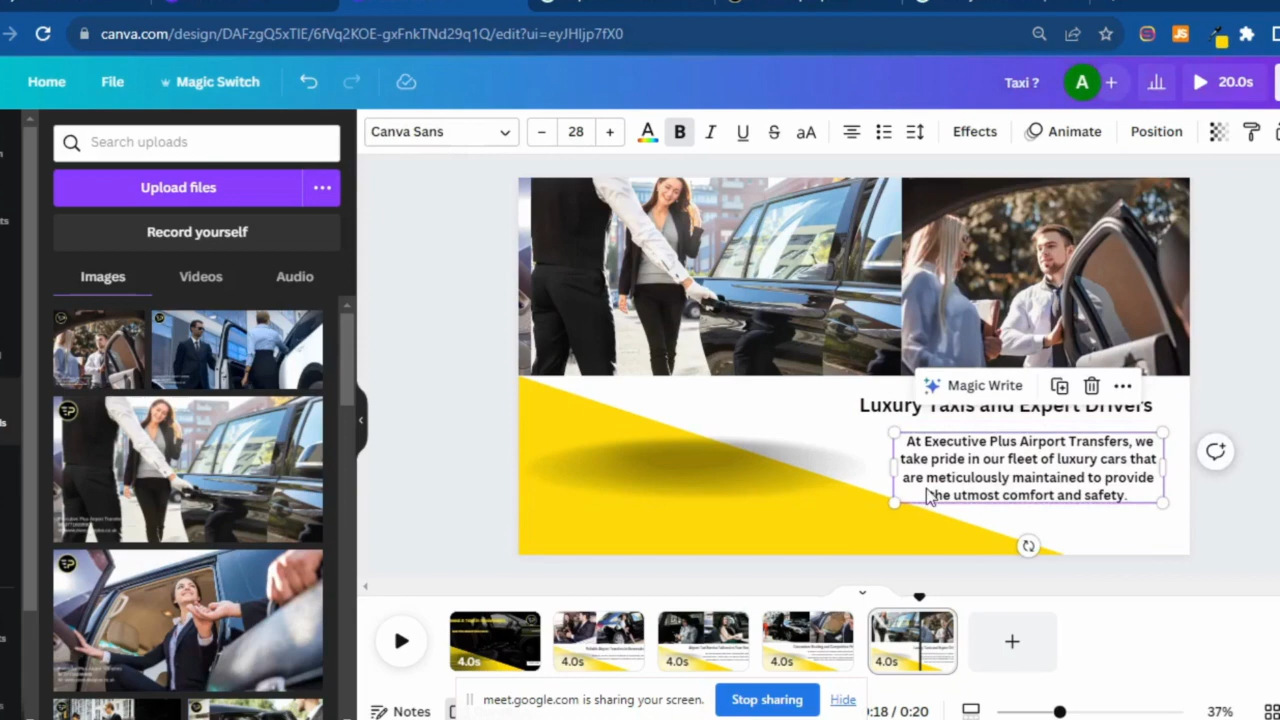 canva.com/design/DAFzgQ5xTIE/6fVq2KOE-gxFnkTNd29q1Q/edit?ui=eyJHIjp7fX0
JS
Home
File
Magic Switch
Taxi ?
A
20.0s
Search uploads
Upload files
Record yourself
Images
Videos
Audio
Canva Sans
28
A
B
I
U
S
aA
Effects
Animate
Position
Magic Write
Luxury Taxis and Expert Drivers
At Executive Plus Airport Transfers, we
take pride in our fleet of luxury cars that
are meticulously maintained to provide
the utmost comfort and safety.
4.0s
4.0s
4.0s
4.0s
4.0s
meet.google.com is sharing your screen.
Stop sharing
Hide
Notes
0:18 / 0:20
37%